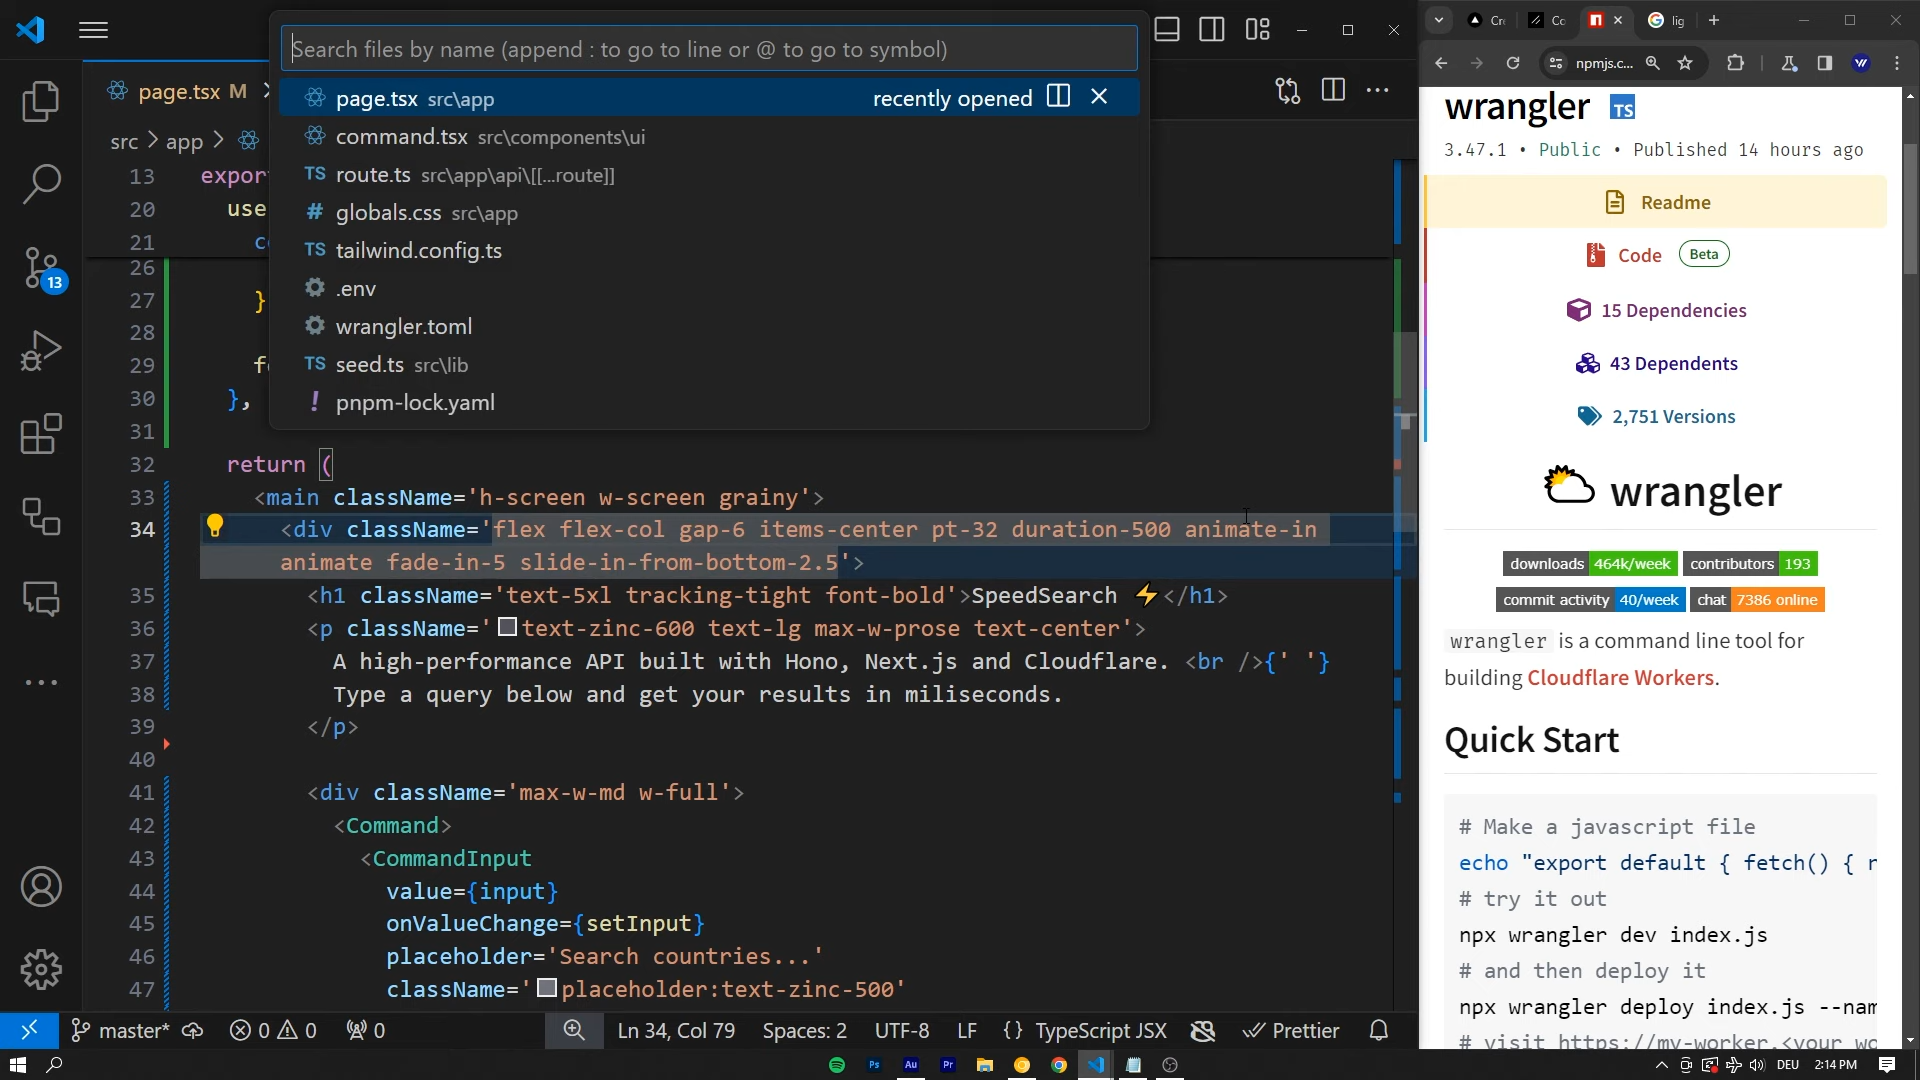 Search files by name (append : to go to line or @ to go to symbol)
page.tsx src\app recently opened
command.tsx src\components\ui
route.ts src\app\api\[[...route]]
globals.css src\app
tailwind.config.ts
.env
wrangler.toml
seed.ts src\lib
pnpm-lock.yaml
page.tsx M
src > app >
13
13 expor
20 use
21 c
26
27 }
28
29 f
30 },
31
32 return (
33 <main className='h-screen w-screen grainy'>
34 <div className='flex flex-col gap-6 items-center pt-32 duration-500 animate-in
animate fade-in-5 slide-in-from-bottom-2.5'>
35 <h1 className='text-5xl tracking-tight font-bold'>SpeedSearch ⚡</h1>
36 <p className='text-zinc-600 text-lg max-w-prose text-center'>
37 A high-performance API built with Hono, Next.js and Cloudflare. <br />{' '}
38 Type a query below and get your results in miliseconds.
39 </p>
40
41 <div className='max-w-md w-full'>
42 <Command>
43 <CommandInput
44 value={input}
45 onValueChange={setInput}
46 placeholder='Search countries...'
47 className='placeholder:text-zinc-500'
master* 0 0 0 Ln 34, Col 79 Spaces: 2 UTF-8 LF {} TypeScript JSX Prettier
Cr Co lig
npmjs.c...
wrangler TS
3.47.1 • Public • Published 14 hours ago
Readme
Code Beta
15 Dependencies
43 Dependents
2,751 Versions
wrangler
downloads 464k/week contributors 193
commit activity 40/week chat 7386 online
wrangler is a command line tool for
building Cloudflare Workers.
Quick Start
# Make a javascript file
echo "export default { fetch() { r
# try it out
npx wrangler dev index.js
# and then deploy it
npx wrangler deploy index.js --nam
# visit https://my-worker.<your wo
Ps Au Pr DEU 2:14 PM